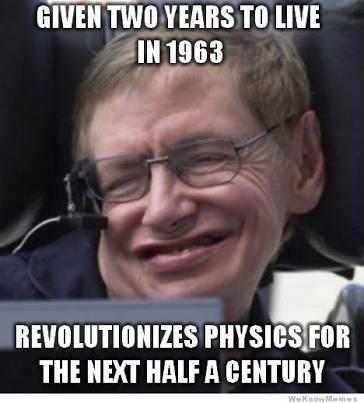 GIVEN TWO YEARS TO LIVE
IN 1963
REVOLUTIONIZES PHYSICS FOR
THE NEXT HALF A CENTURY
WeKnowMemes